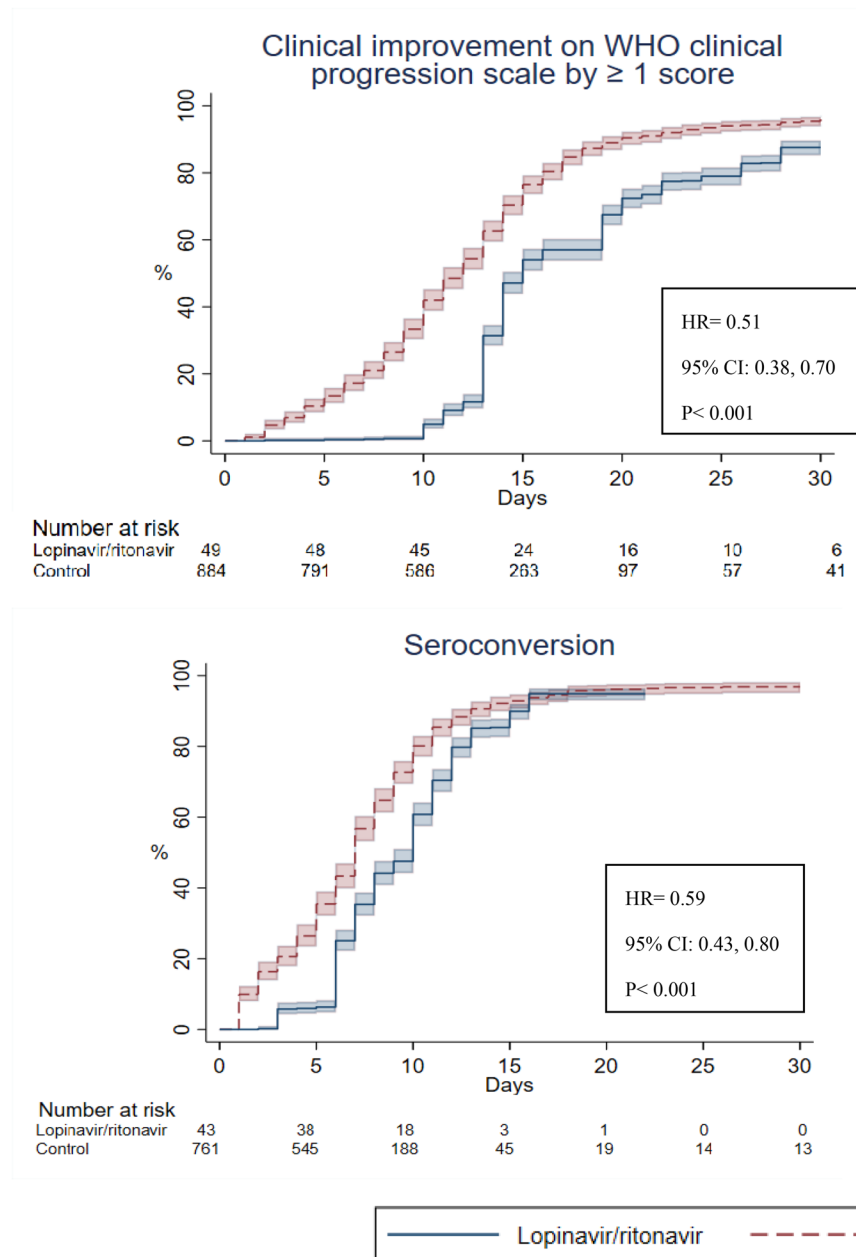 Clinical improvement on WHO clinical
progression scale by ≥ 1 score
100
80
60
%
40
20
0
HR= 0.51
95% CI: 0.38, 0.70
P< 0.001
0 5 10 15 20 25 30
Days
Number at risk
Lopinavir/ritonavir 49 48 45 24 16 10 6
Control 884 791 586 263 97 57 41
Seroconversion
100
80
60
%
40
20
0
HR= 0.59
95% CI: 0.43, 0.80
P< 0.001
0 5 10 15 20 25 30
Days
Number at risk
Lopinavir/ritonavir 43 38 18 3 1 0 0
Control 761 545 188 45 19 14 13
Lopinavir/ritonavir